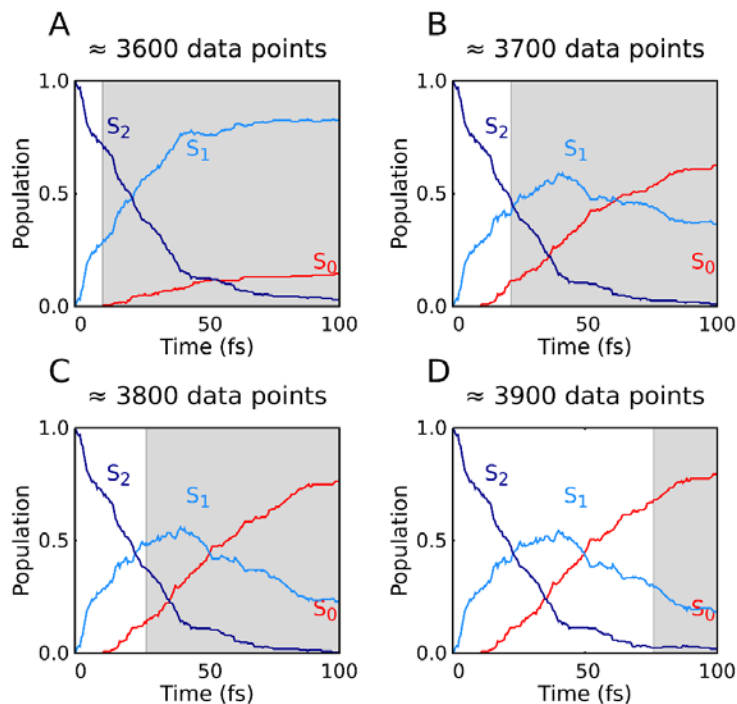 A
≈ 3600 data points
1.0
0.5
0.0
Population
S2
S1
S0
0 50 100
Time (fs)
B
≈ 3700 data points
1.0
0.5
0.0
Population
S2
S1
S0
0 50 100
Time (fs)
C
≈ 3800 data points
1.0
0.5
0.0
Population
S2
S1
S0
0 50 100
Time (fs)
D
≈ 3900 data points
1.0
0.5
0.0
Population
S2
S1
S0
0 50 100
Time (fs)